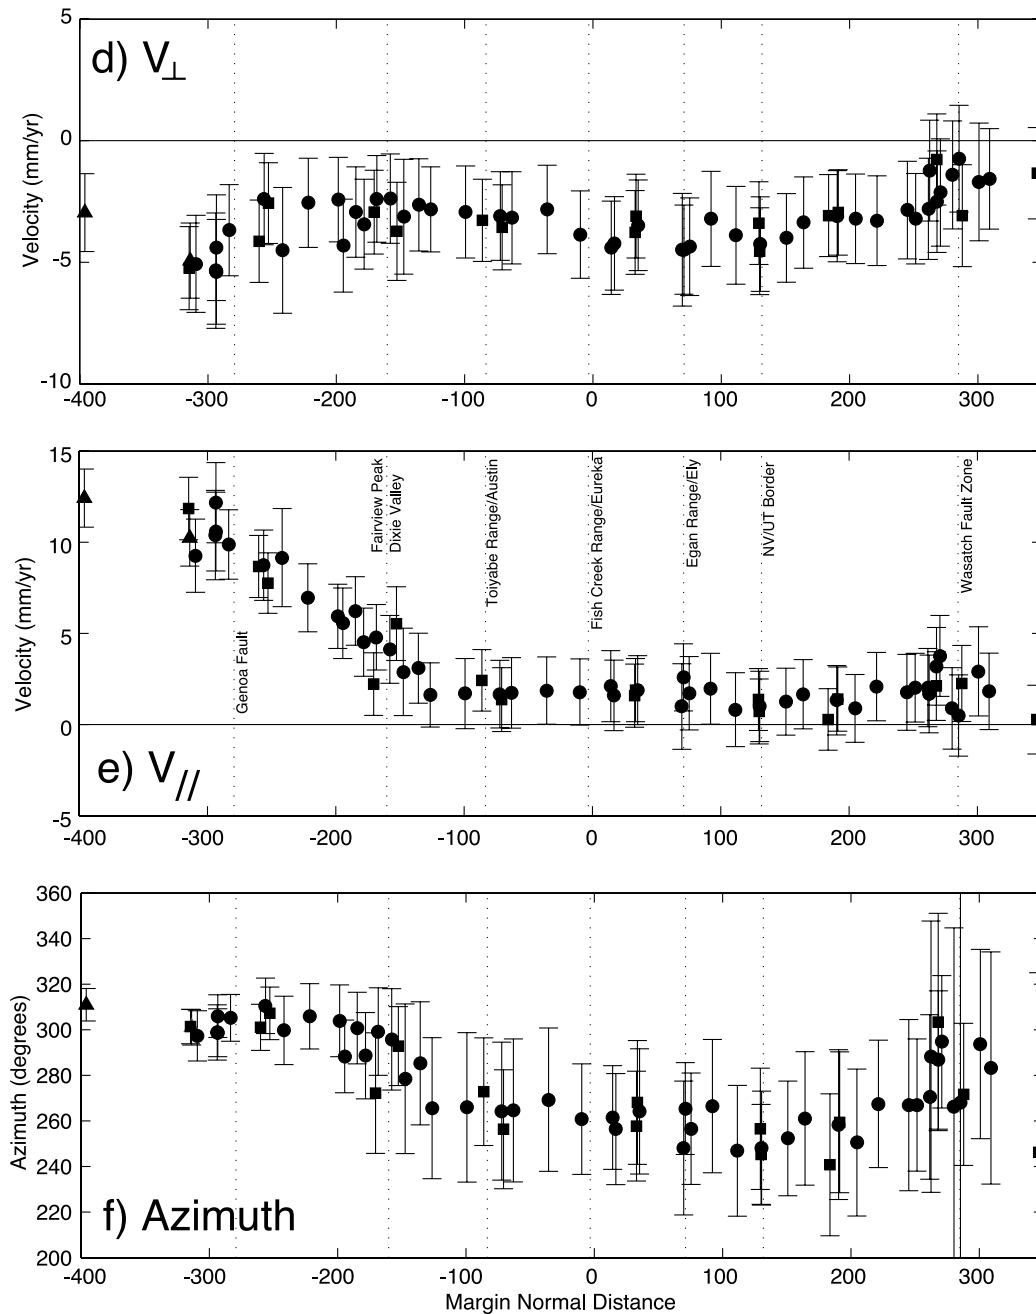 5
0
-5
-10
d) V⊥
Velocity (mm/yr)
-400 -300 -200 -100 0 100 200 300
15
10
5
0
-5
e) V//
Velocity (mm/yr)
Genoa Fault
Fairview Peak
Dixie Valley
Toiyabe Range/Austin
Fish Creek Range/Eureka
Egan Range/Ely
NV/UT Border
Wasatch Fault Zone
-400 -300 -200 -100 0 100 200 300
360
340
320
300
280
260
240
220
200
f) Azimuth
Azimuth (degrees)
-400 -300 -200 -100 0 100 200 300
Margin Normal Distance